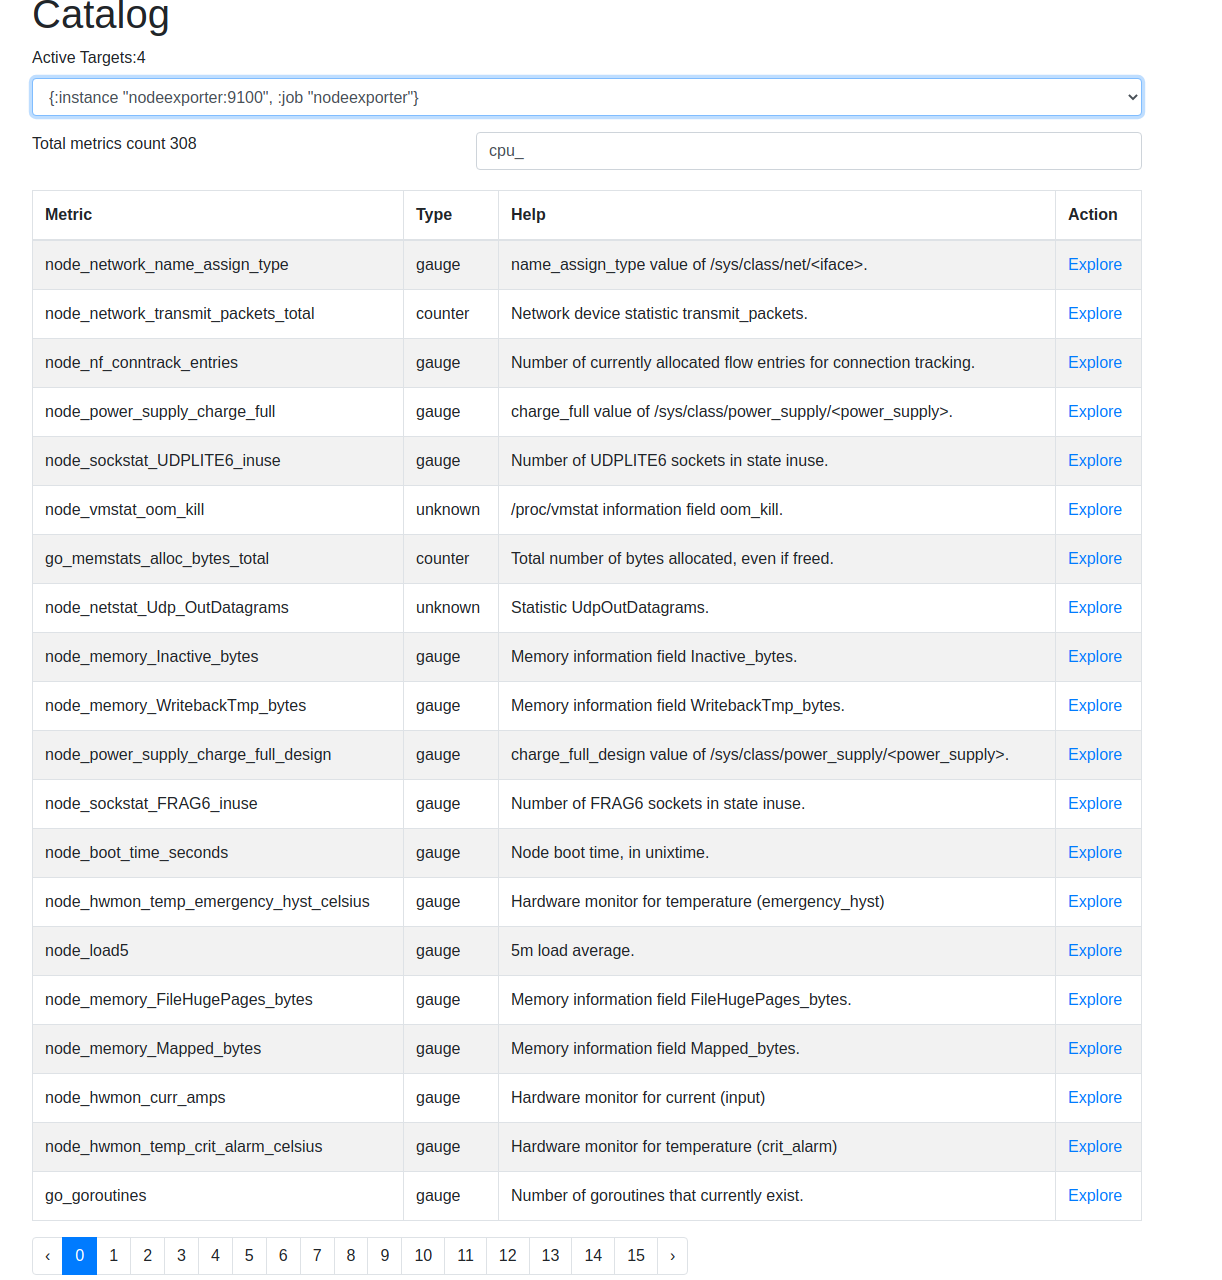 Catalog
Active Targets:4
{:instance "nodeexporter:9100", :job "nodeexporter"}
Total metrics count 308 cpu_
Metric Type Help Action
node_network_name_assign_type gauge name_assign_type value of /sys/class/net/<iface>. Explore
node_network_transmit_packets_total counter Network device statistic transmit_packets. Explore
node_nf_conntrack_entries gauge Number of currently allocated flow entries for connection tracking. Explore
node_power_supply_charge_full gauge charge_full value of /sys/class/power_supply/<power_supply>. Explore
node_sockstat_UDPLITE6_inuse gauge Number of UDPLITE6 sockets in state inuse. Explore
node_vmstat_oom_kill unknown /proc/vmstat information field oom_kill. Explore
go_memstats_alloc_bytes_total counter Total number of bytes allocated, even if freed. Explore
node_netstat_Udp_OutDatagrams unknown Statistic UdpOutDatagrams. Explore
node_memory_Inactive_bytes gauge Memory information field Inactive_bytes. Explore
node_memory_WritebackTmp_bytes gauge Memory information field WritebackTmp_bytes. Explore
node_power_supply_charge_full_design gauge charge_full_design value of /sys/class/power_supply/<power_supply>. Explore
node_sockstat_FRAG6_inuse gauge Number of FRAG6 sockets in state inuse. Explore
node_boot_time_seconds gauge Node boot time, in unixtime. Explore
node_hwmon_temp_emergency_hyst_celsius gauge Hardware monitor for temperature (emergency_hyst) Explore
node_load5 gauge 5m load average. Explore
node_memory_FileHugePages_bytes gauge Memory information field FileHugePages_bytes. Explore
node_memory_Mapped_bytes gauge Memory information field Mapped_bytes. Explore
node_hwmon_curr_amps gauge Hardware monitor for current (input) Explore
node_hwmon_temp_crit_alarm_celsius gauge Hardware monitor for temperature (crit_alarm) Explore
go_goroutines gauge Number of goroutines that currently exist. Explore
‹ 0 1 2 3 4 5 6 7 8 9 10 11 12 13 14 15 ›